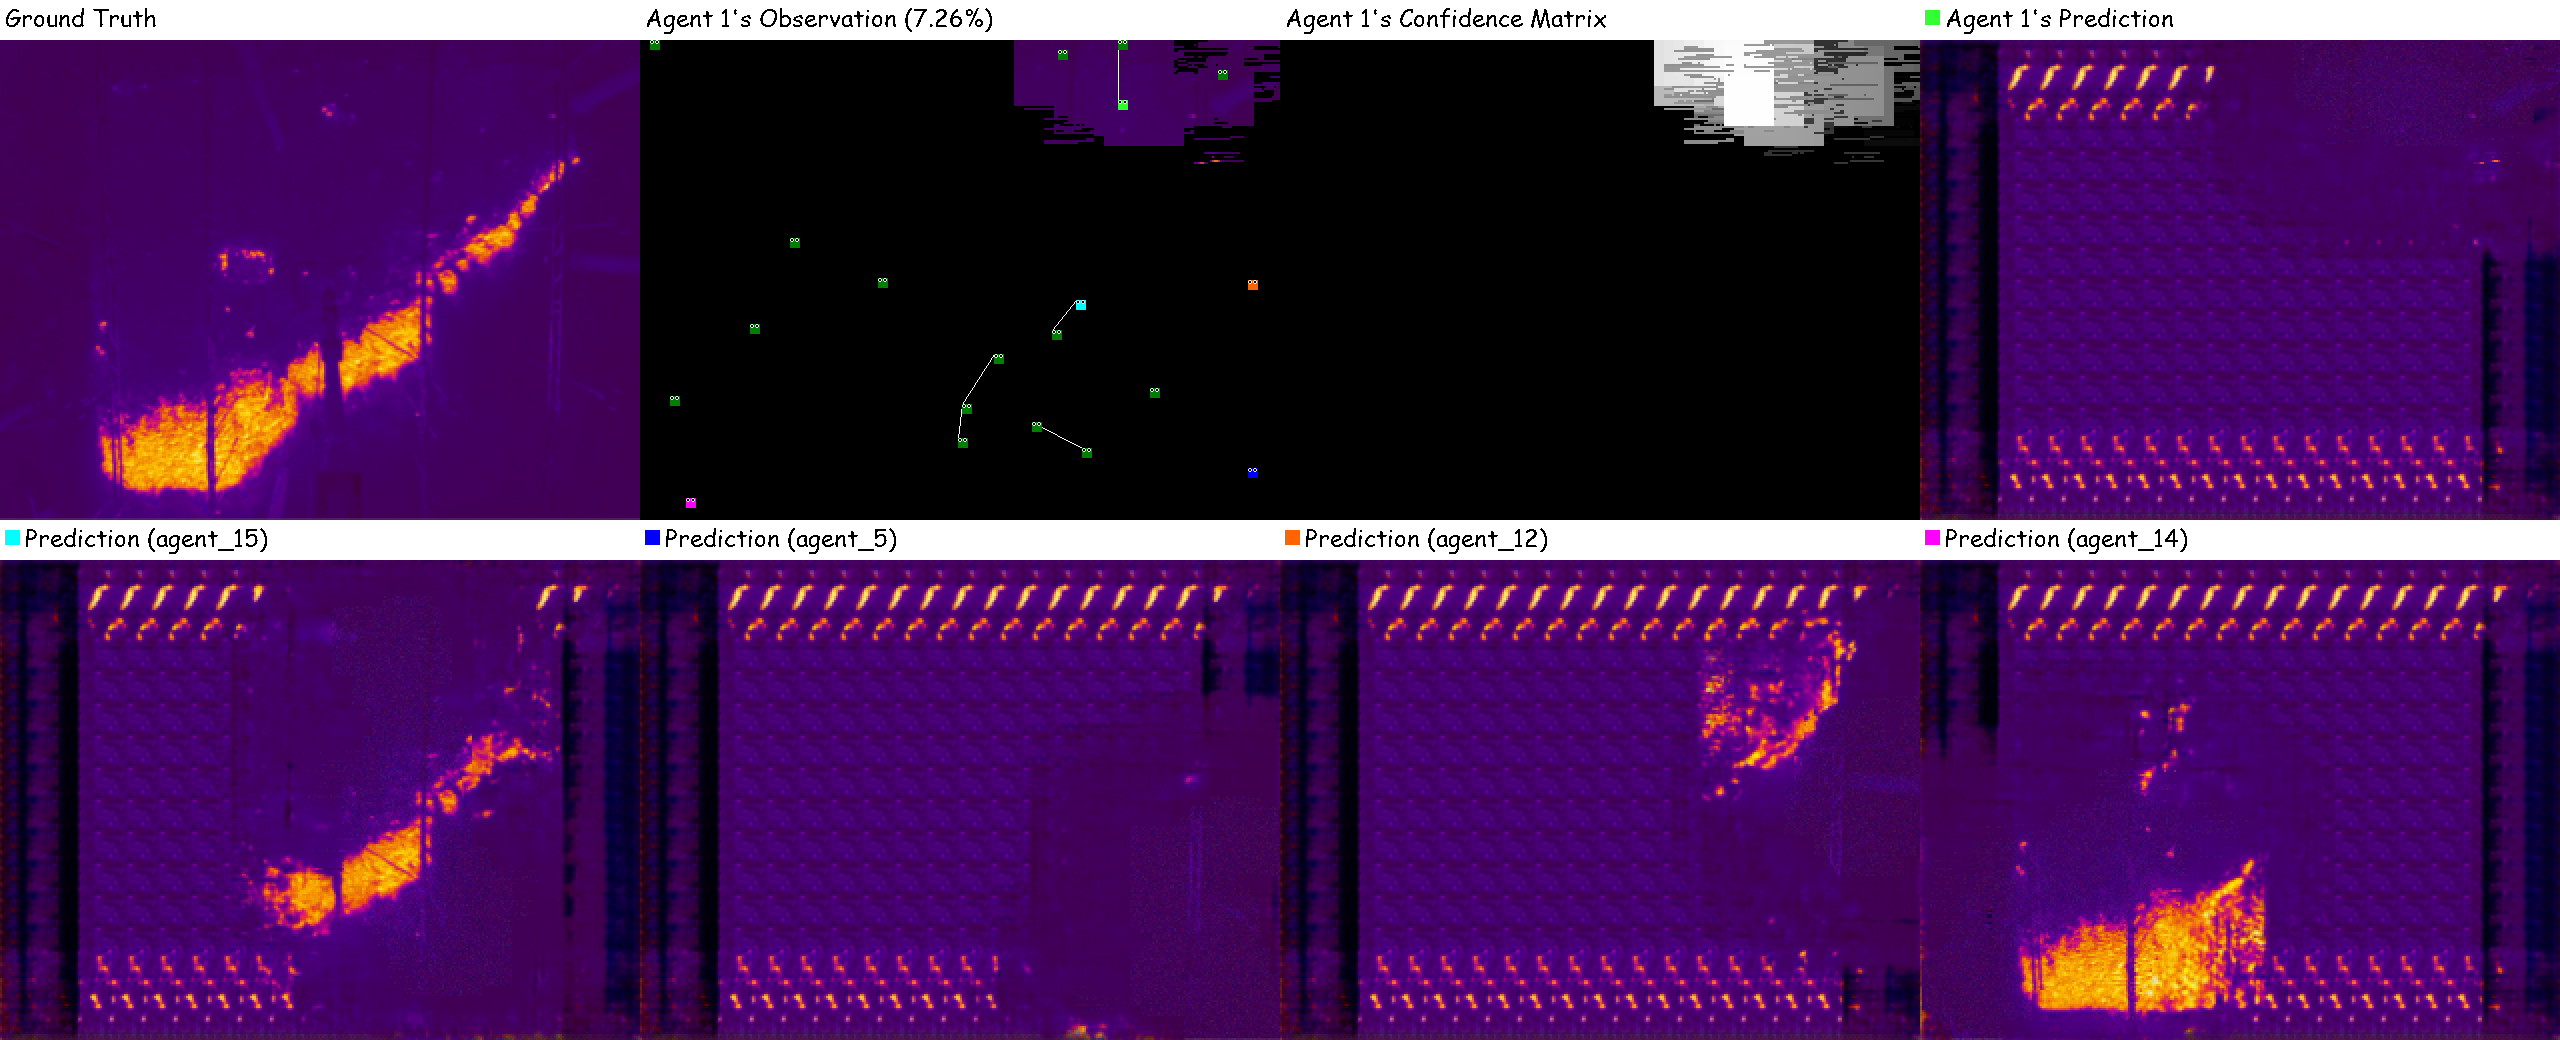 Ground Truth
Agent 1's Observation (7.26%)
Agent 1's Confidence Matrix
Agent 1's Prediction
Prediction (agent_15)
Prediction (agent_5)
Prediction (agent_12)
Prediction (agent_14)